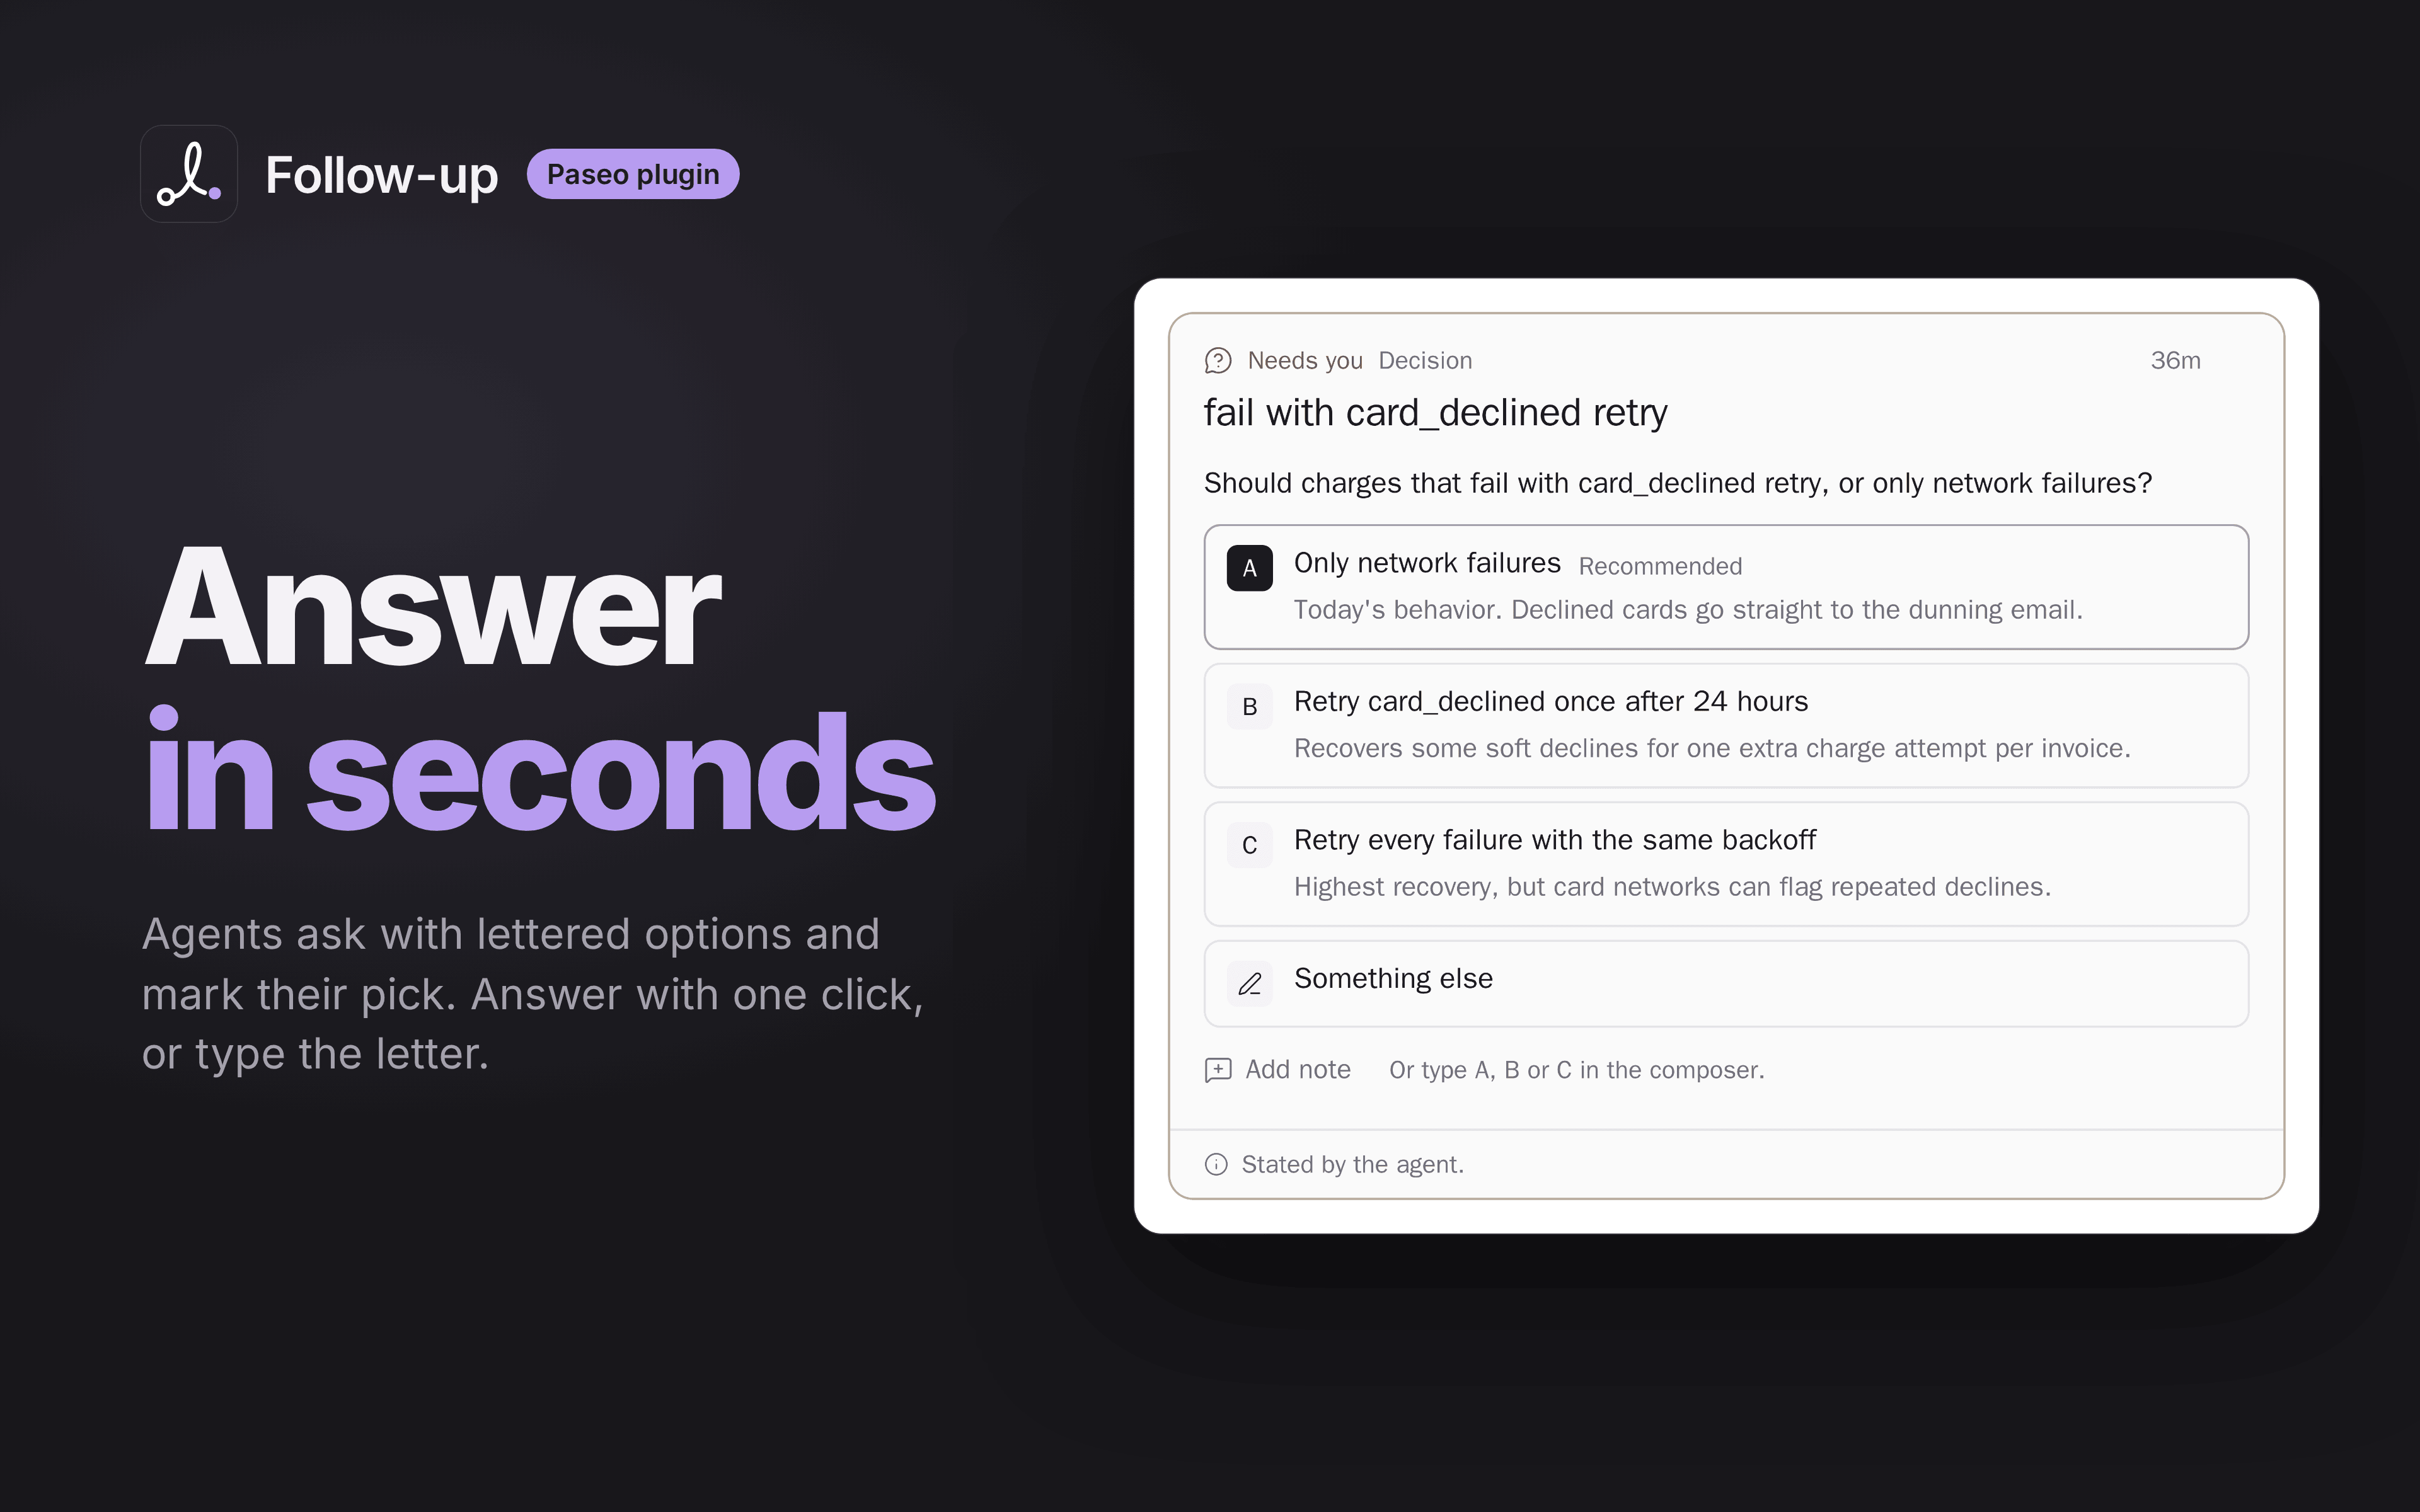 Follow-up
Paseo plugin
Answer
in seconds
Agents ask with lettered options and
mark their pick. Answer with one click,
or type the letter.
Needs you Decision 36m
fail with card_declined retry
Should charges that fail with card_declined retry, or only network failures?
A Only network failures Recommended
Today's behavior. Declined cards go straight to the dunning email.
B Retry card_declined once after 24 hours
Recovers some soft declines for one extra charge attempt per invoice.
C Retry every failure with the same backoff
Highest recovery, but card networks can flag repeated declines.
Something else
Add note Or type A, B or C in the composer.
Stated by the agent.